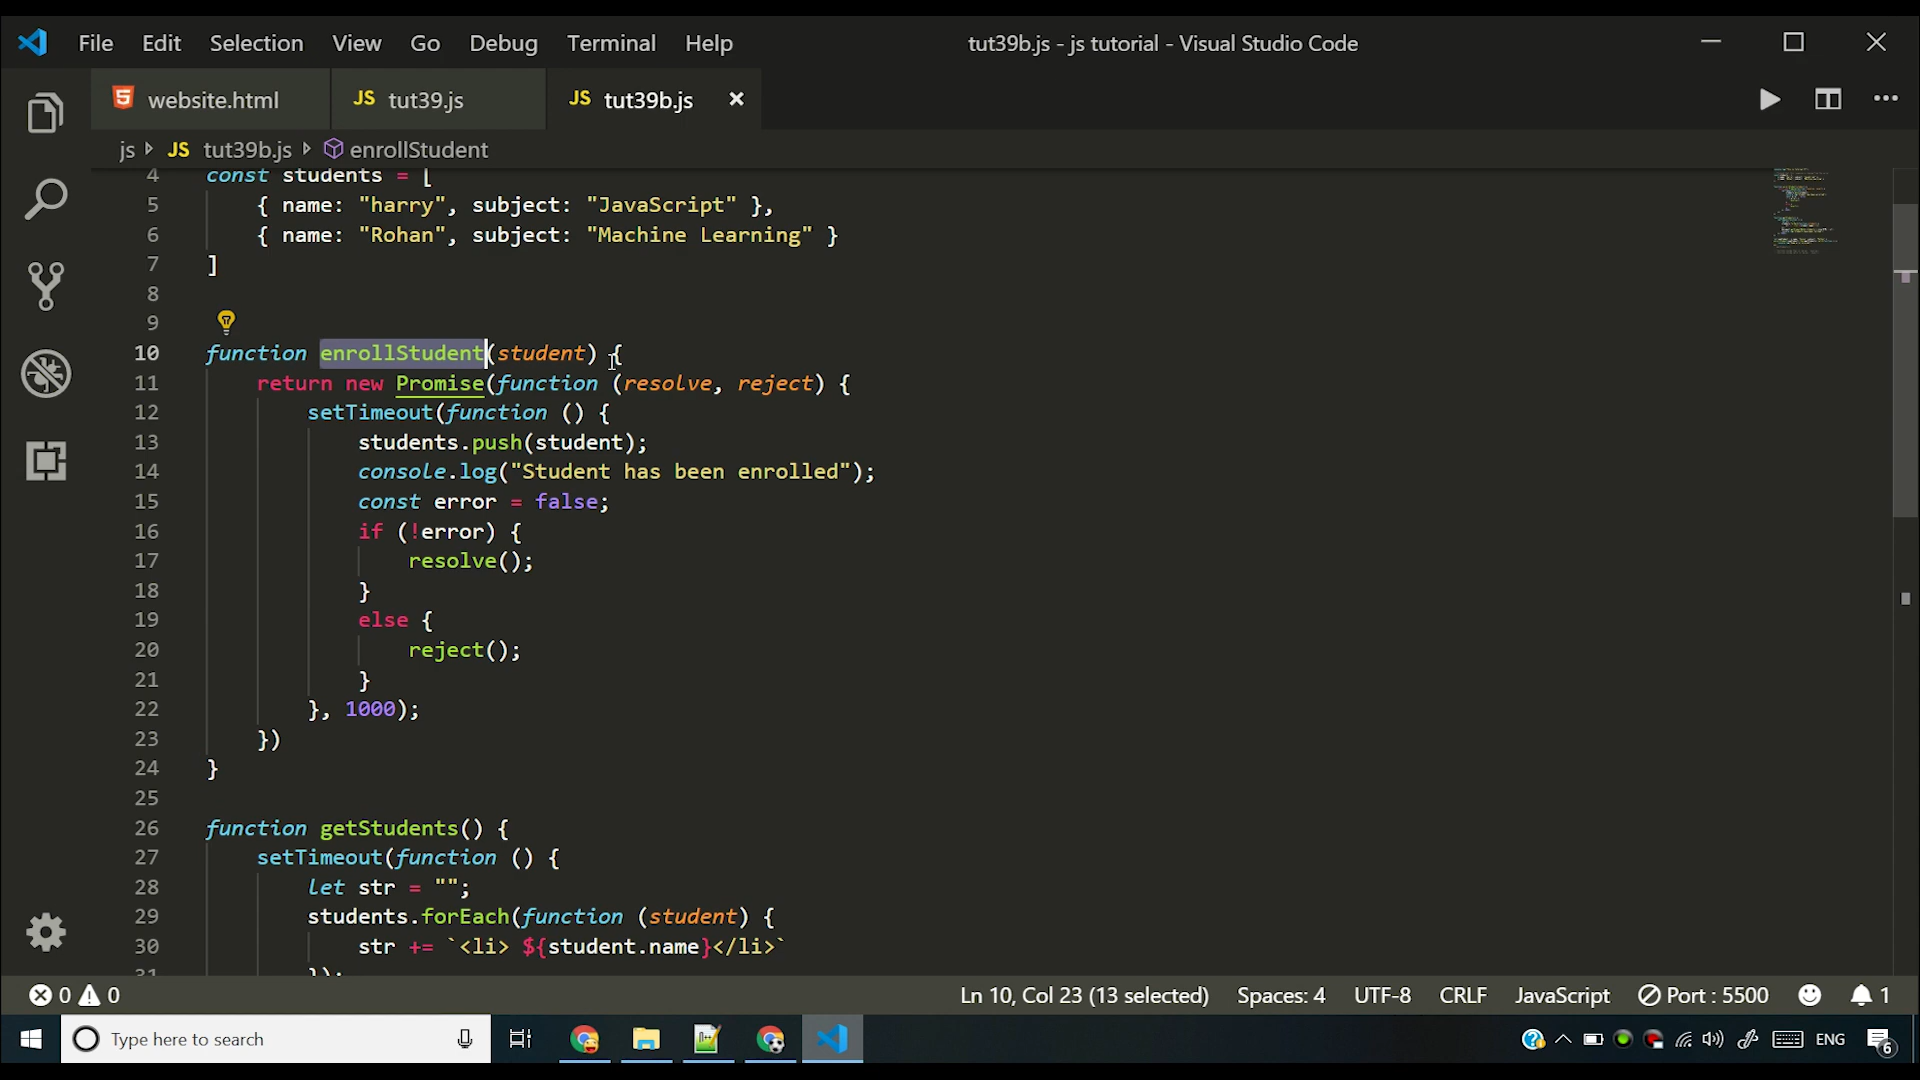 File Edit Selection View Go Debug Terminal Help tut39b.js - js tutorial - Visual Studio Code
website.html JS tut39.js JS tut39b.js
js JS tut39b.js enrollStudent
4 const students = [
5 { name: "harry", subject: "JavaScript" },
6 { name: "Rohan", subject: "Machine Learning" }
7 ]
8
9
10 function enrollStudent(student) {
11 return new Promise(function (resolve, reject) {
12 setTimeout(function () {
13 students.push(student);
14 console.log("Student has been enrolled");
15 const error = false;
16 if (!error) {
17 resolve();
18 }
19 else {
20 reject();
21 }
22 }, 1000);
23 })
24 }
25
26 function getStudents() {
27 setTimeout(function () {
28 let str = "";
29 students.forEach(function (student) {
30 str += `<li> ${student.name}</li>`
31 });
0 0 Ln 10, Col 23 (13 selected) Spaces: 4 UTF-8 CRLF JavaScript Port : 5500 1
Type here to search ENG 6